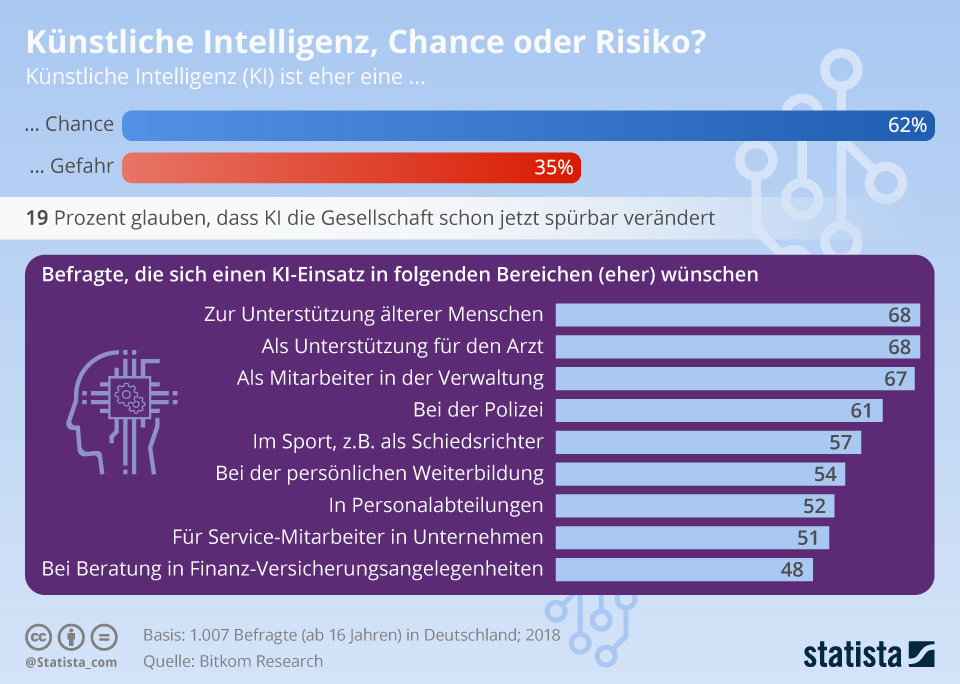 Künstliche Intelligenz, Chance oder Risiko?
Künstliche Intelligenz (KI) ist eher eine ...
... Chance 62%
... Gefahr 35%
19 Prozent glauben, dass KI die Gesellschaft schon jetzt spürbar verändert
Befragte, die sich einen KI-Einsatz in folgenden Bereichen (eher) wünschen
Zur Unterstützung älterer Menschen 68
Als Unterstützung für den Arzt 68
Als Mitarbeiter in der Verwaltung 67
Bei der Polizei 61
Im Sport, z.B. als Schiedsrichter 57
Bei der persönlichen Weiterbildung 54
In Personalabteilungen 52
Für Service-Mitarbeiter in Unternehmen 51
Bei Beratung in Finanz-Versicherungsangelegenheiten 48
cc
@Statista_com
Basis: 1.007 Befragte (ab 16 Jahren) in Deutschland; 2018
Quelle: Bitkom Research
statista